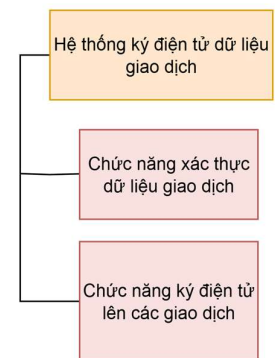 Hệ thống ký điện tử dữ liệu
giao dịch
Chức năng xác thực
dữ liệu giao dịch
Chức năng ký điện tử
lên các giao dịch